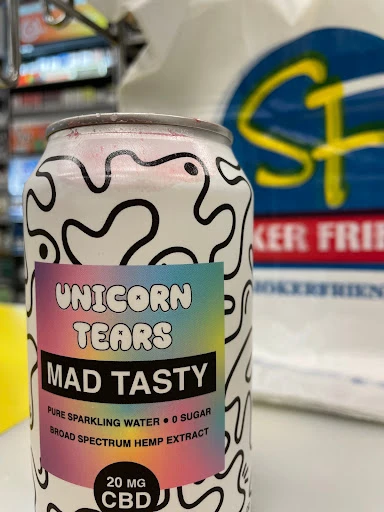 UNICORN
TEARS
MAD TASTY
PURE SPARKLING WATER • 0 SUGAR
BROAD SPECTRUM HEMP EXTRACT
20 MG
CBD
SF
KER FRI